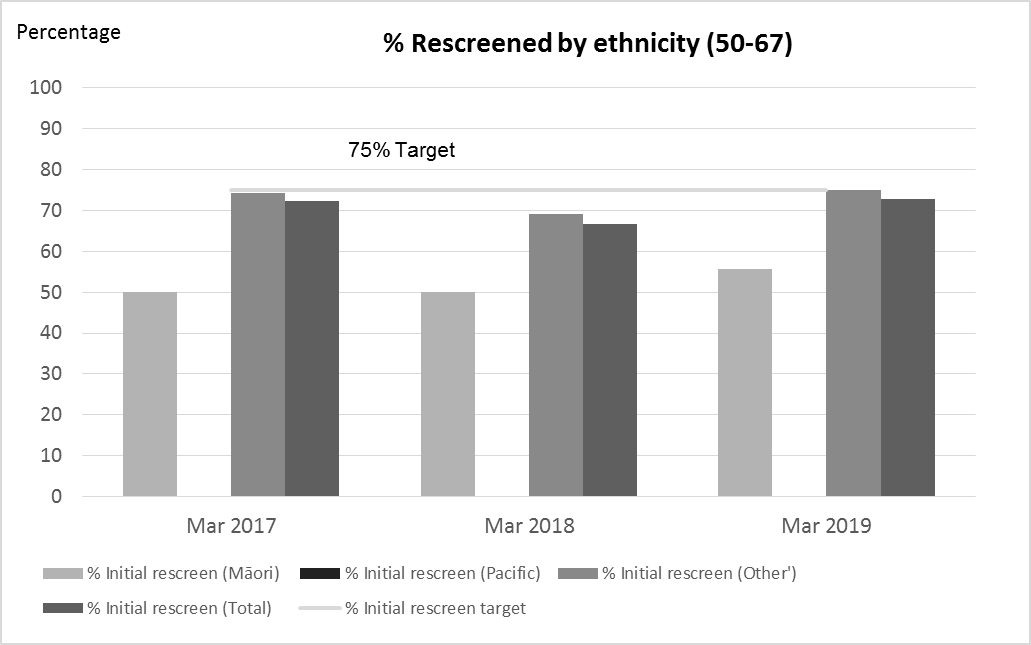 Percentage
% Rescreened by ethnicity (50-67)
100
90
75% Target
80
70
60
50
40
30
20
10
0
Mar 2017 Mar 2018 Mar 2019
% Initial rescreen (Māori) % Initial rescreen (Pacific) % Initial rescreen (Other')
% Initial rescreen (Total) % Initial rescreen target